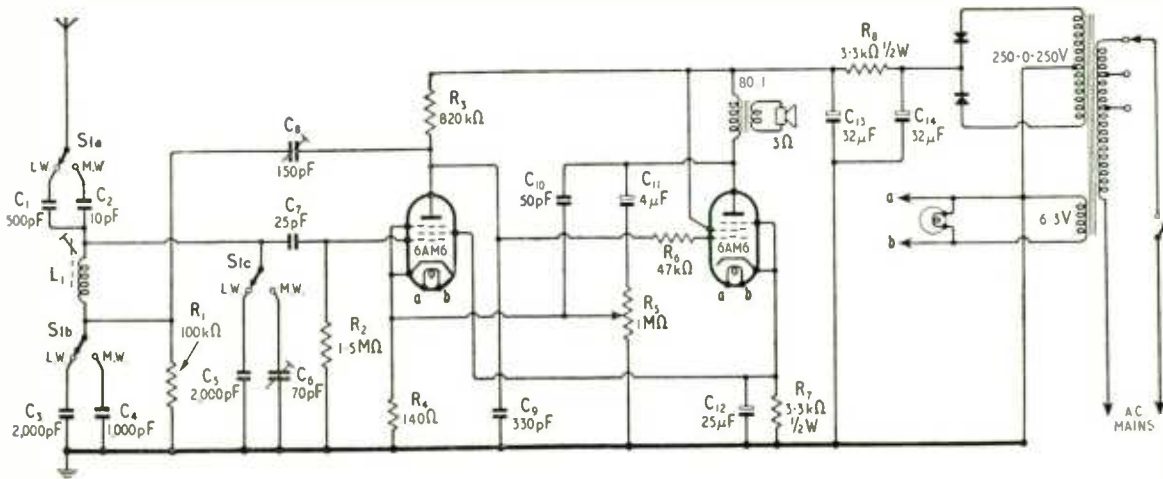 S1a
L.W.
M.W.
C1
500pF
C2
10pF
L1
S1b
L.W.
M.W.
C3
2,000pF
C4
1,000pF
R1
100kΩ
C8
150pF
C7
25pF
S1c
L.W.
M.W.
C5
2,000pF
C6
70pF
R2
1·5MΩ
R3
820kΩ
6AM6
a
b
R4
140Ω
C9
330pF
C10
50pF
C11
4μF
R5
1MΩ
R6
47kΩ
6AM6
a
b
80 1
3Ω
C12
25μF
R7
3·3kΩ
½W
R8
3·3kΩ ½W
C13
32μF
C14
32μF
250-0-250V
a
b
6·3V
AC
MAINS